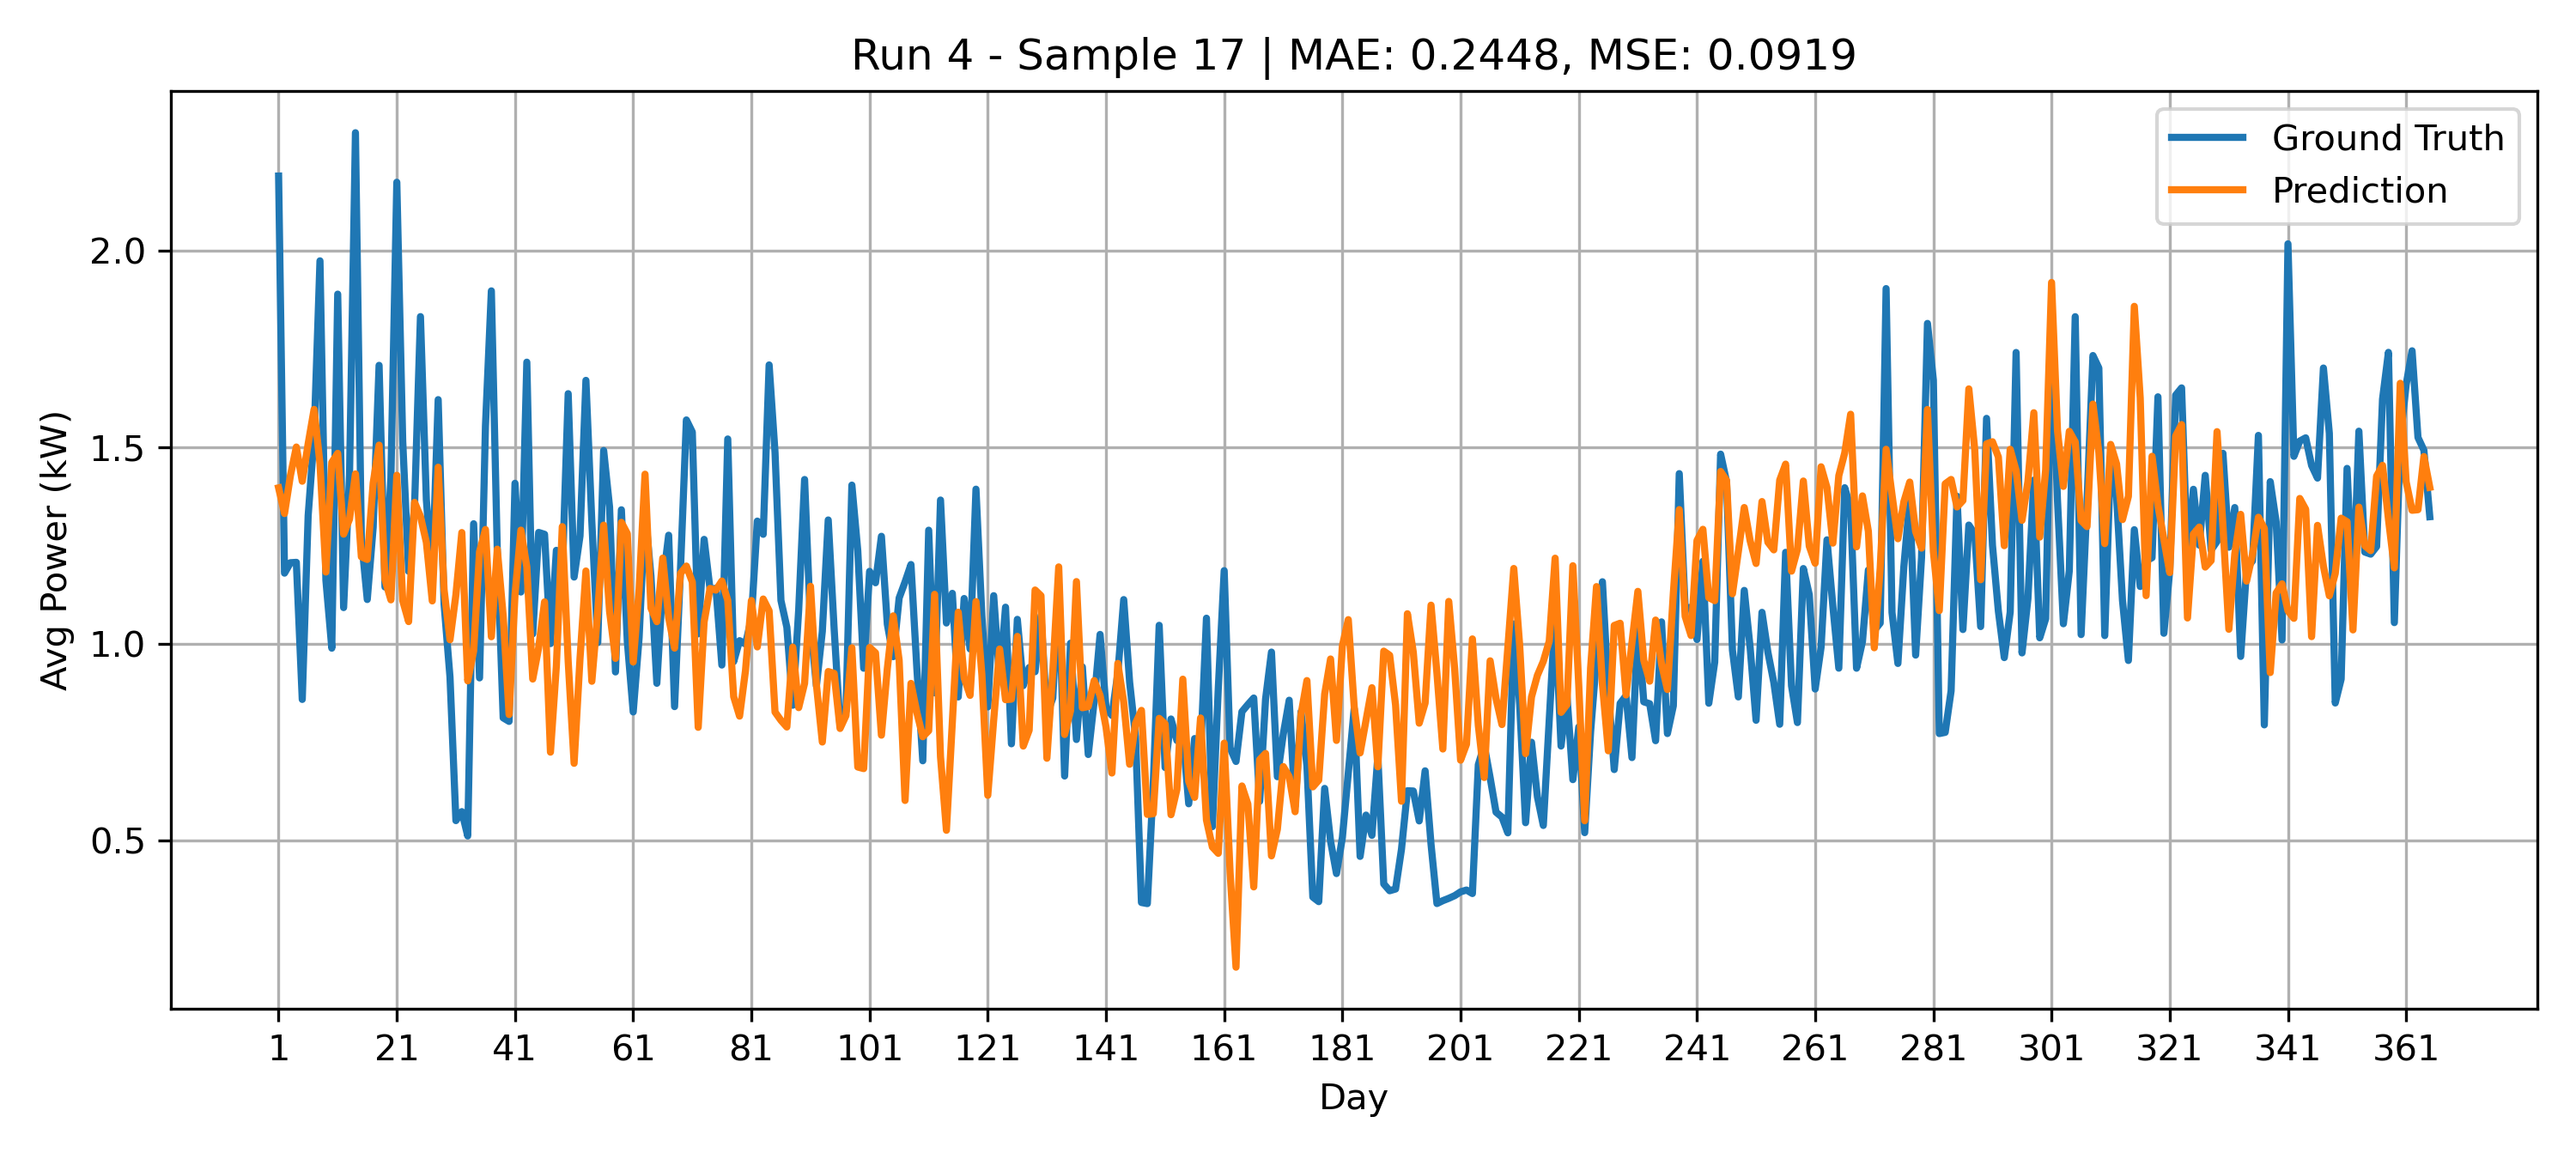 Run 4 - Sample 17 | MAE: 0.2448, MSE: 0.0919
Ground Truth
Prediction
Avg Power (kW)
2.0
1.5
1.0
0.5
1 21 41 61 81 101 121 141 161 181 201 221 241 261 281 301 321 341 361
Day